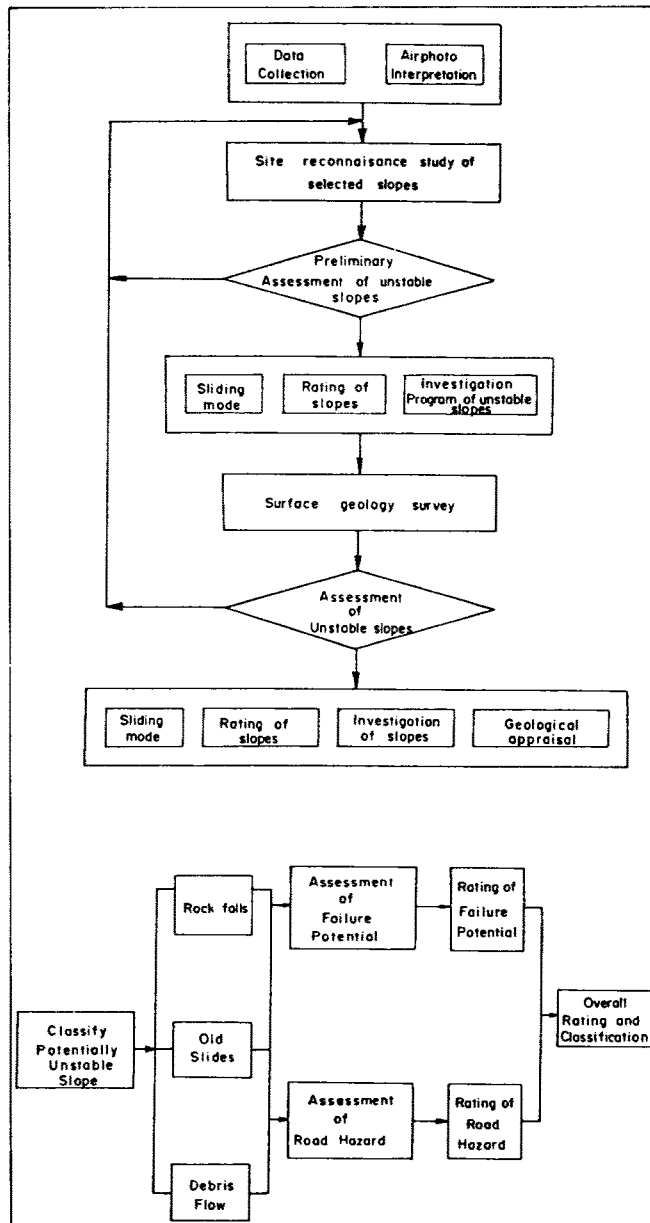 Data
Collection
Airphoto
Interpretation
Site reconnaisance study of
selected slopes
Preliminary
Assessment of unstable
slopes
Sliding
mode
Rating of
slopes
Investigation
Program of unstable
slopes
Surface geology survey
Assessment
of
Unstable slopes
Sliding
mode
Rating of
slopes
Investigation
of slopes
Geological
appraisal
Rock falls
Assessment
of
Failure
Potential
Rating of
Failure
Potential
Classify
Potentially
Unstable
Slope
Old
Slides
Overall
Rating and
Classification
Assessment
of
Road Hazard
Rating of
Road
Hazard
Debris
Flow